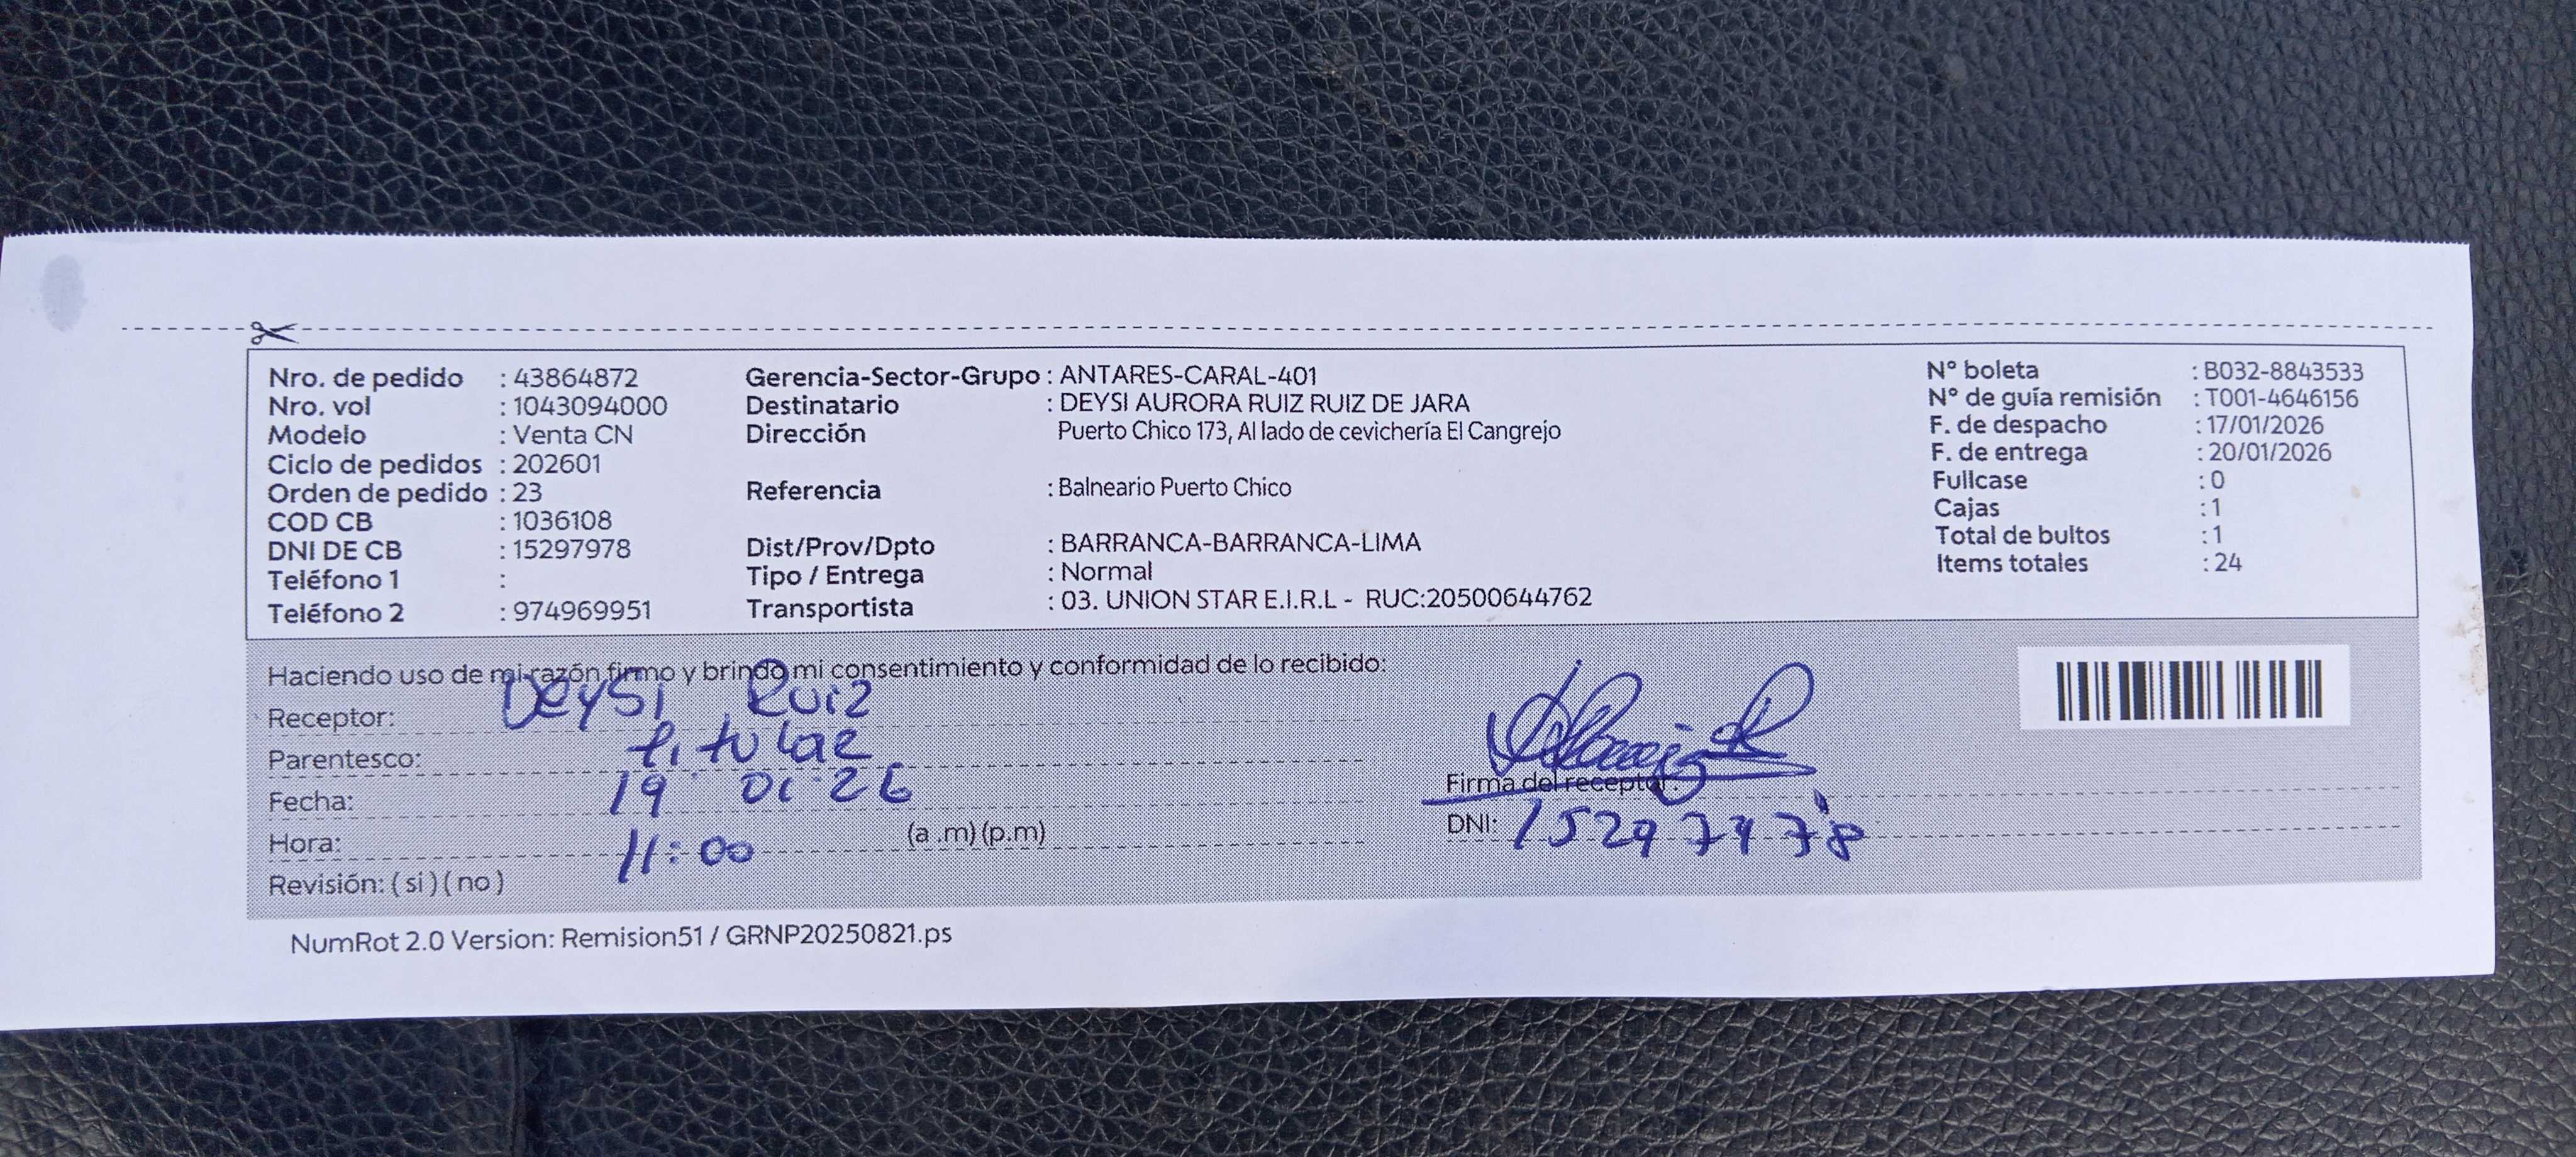 Nro. de pedido : 43864872
Nro. vol : 1043094000
Modelo : Venta CN
Ciclo de pedidos : 202601
Orden de pedido : 23
COD CB : 1036108
DNI DE CB : 15297978
Teléfono 1 :
Teléfono 2 : 974969951
Gerencia-Sector-Grupo : ANTARES-CARAL-401
Destinatario : DEYSI AURORA RUIZ RUIZ DE JARA
Dirección Puerto Chico 173, Al lado de cevichería El Cangrejo
Referencia : Balneario Puerto Chico
Dist/Prov/Dpto : BARRANCA-BARRANCA-LIMA
Tipo / Entrega : Normal
Transportista : 03. UNION STAR E.I.R.L - RUC:20500644762
N° boleta : B032-8843533
N° de guía remisión : T001-4646156
F. de despacho : 17/01/2026
F. de entrega : 20/01/2026
Fullcase : 0
Cajas : 1
Total de bultos : 1
Items totales : 24
Haciendo uso de mi razón firmo y brindo mi consentimiento y conformidad de lo recibido:
Receptor: Deysi Ruiz
Parentesco: titular
Fecha: 19 01 26
Hora: 11:00 (a .m) (p.m)
Revisión: ( si ) ( no )
Firma del receptor:
DNI: 15297978
NumRot 2.0 Version: Remision51 / GRNP20250821.ps